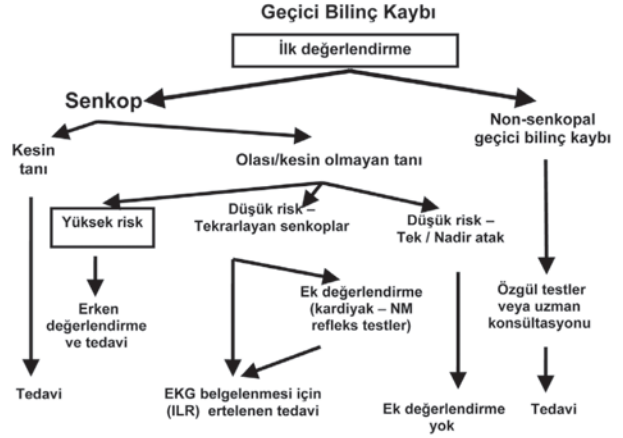 Geçici Bilinç Kaybı
İlk değerlendirme
Senkop
Non-senkopal
geçici bilinç kaybı
Kesin
tanı
Olası/kesin olmayan tanı
Yüksek risk
Düşük risk –
Tekrarlayan senkoplar
Düşük risk –
Tek / Nadir atak
Erken
değerlendirme
ve tedavi
Ek değerlendirme
(kardiyak – NM
refleks testler)
Özgül testler
veya uzman
konsültasyonu
Tedavi
EKG belgelenmesi için
(ILR) ertelenen tedavi
Ek değerlendirme
yok
Tedavi